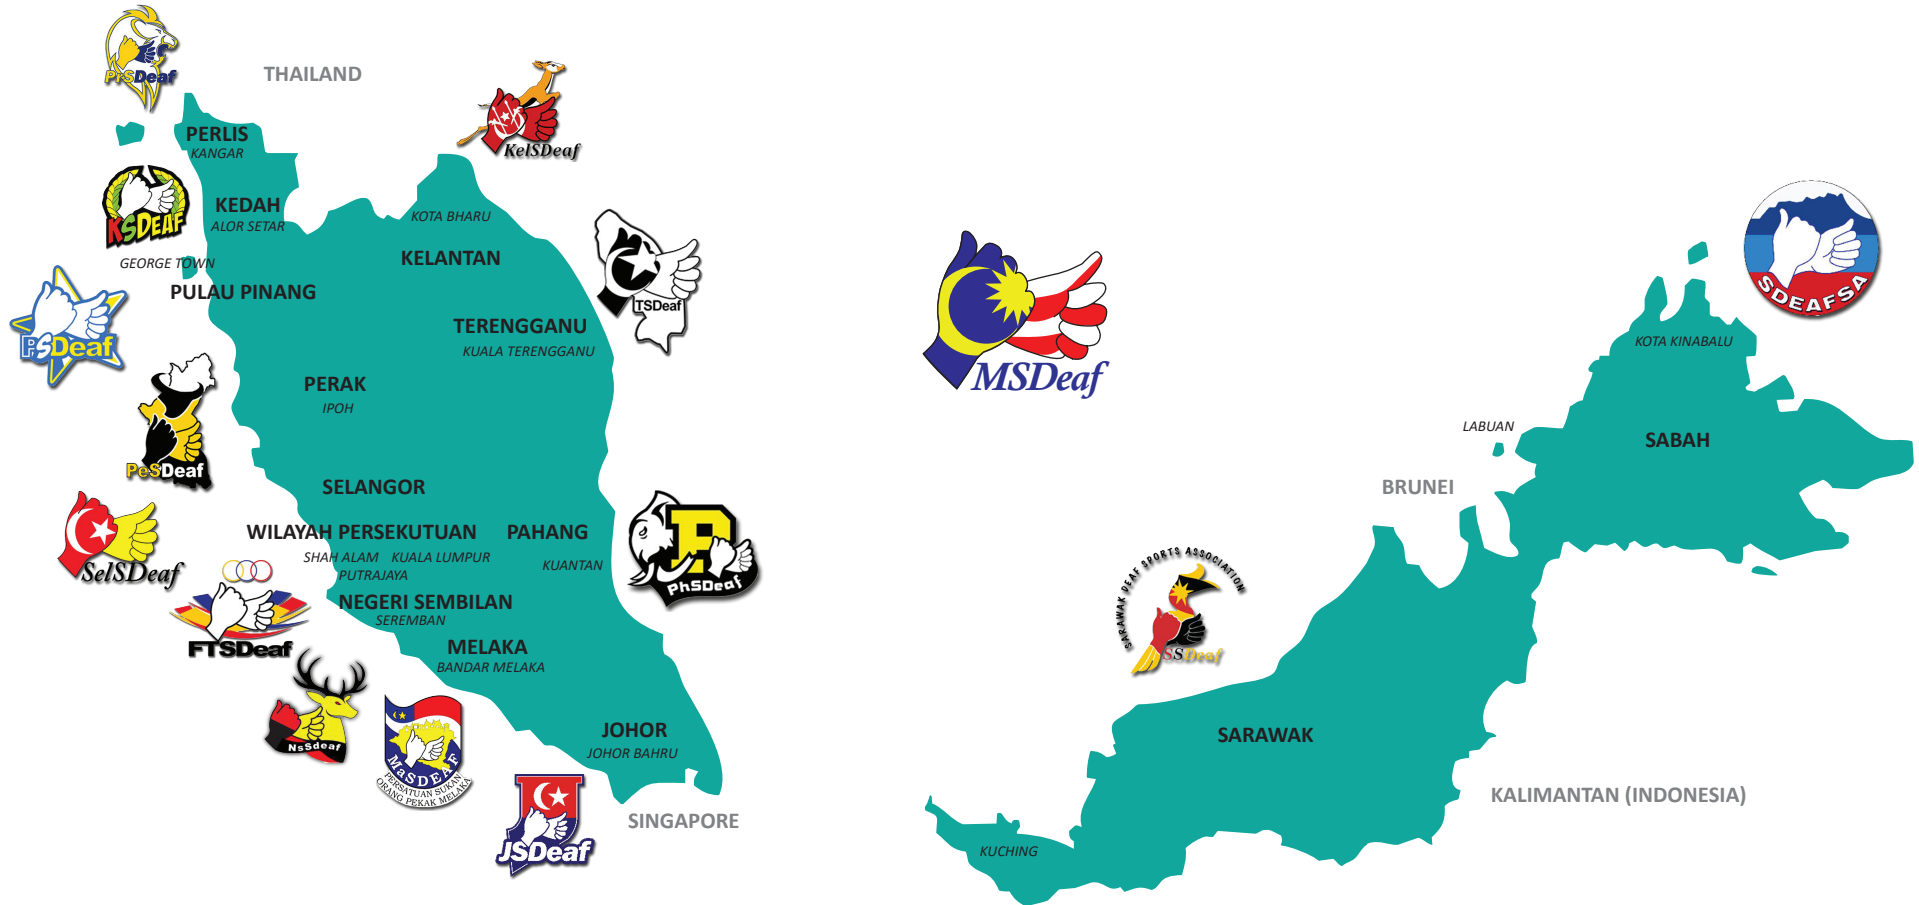 PrSDeaf
THAILAND
KelSDeaf
PERLIS
KANGAR
KSDEAF
KEDAH
ALOR SETAR
KOTA BHARU
KELANTAN
GEORGE TOWN
PULAU PINANG
PSDeaf
TSDeaf
TERENGGANU
KUALA TERENGGANU
PERAK
IPOH
PeSDeaf
SELANGOR
WILAYAH PERSEKUTUAN
SHAH ALAM KUALA LUMPUR
PUTRAJAYA
PAHANG
KUANTAN
P
PhSDeaf
SelSDeaf
FTSDeaf
NEGERI SEMBILAN
SEREMBAN
MELAKA
BANDAR MELAKA
NsSdeaf
MaSDEAF
PERSATUAN SUKAN
ORANG PEKAK MELAKA
JOHOR
JOHOR BAHRU
JSDeaf
SINGAPORE
MSDeaf
SDEAFSA
KOTA KINABALU
LABUAN
SABAH
BRUNEI
SARAWAK DEAF SPORTS ASSOCIATION
SSDeaf
SARAWAK
KALIMANTAN (INDONESIA)
KUCHING